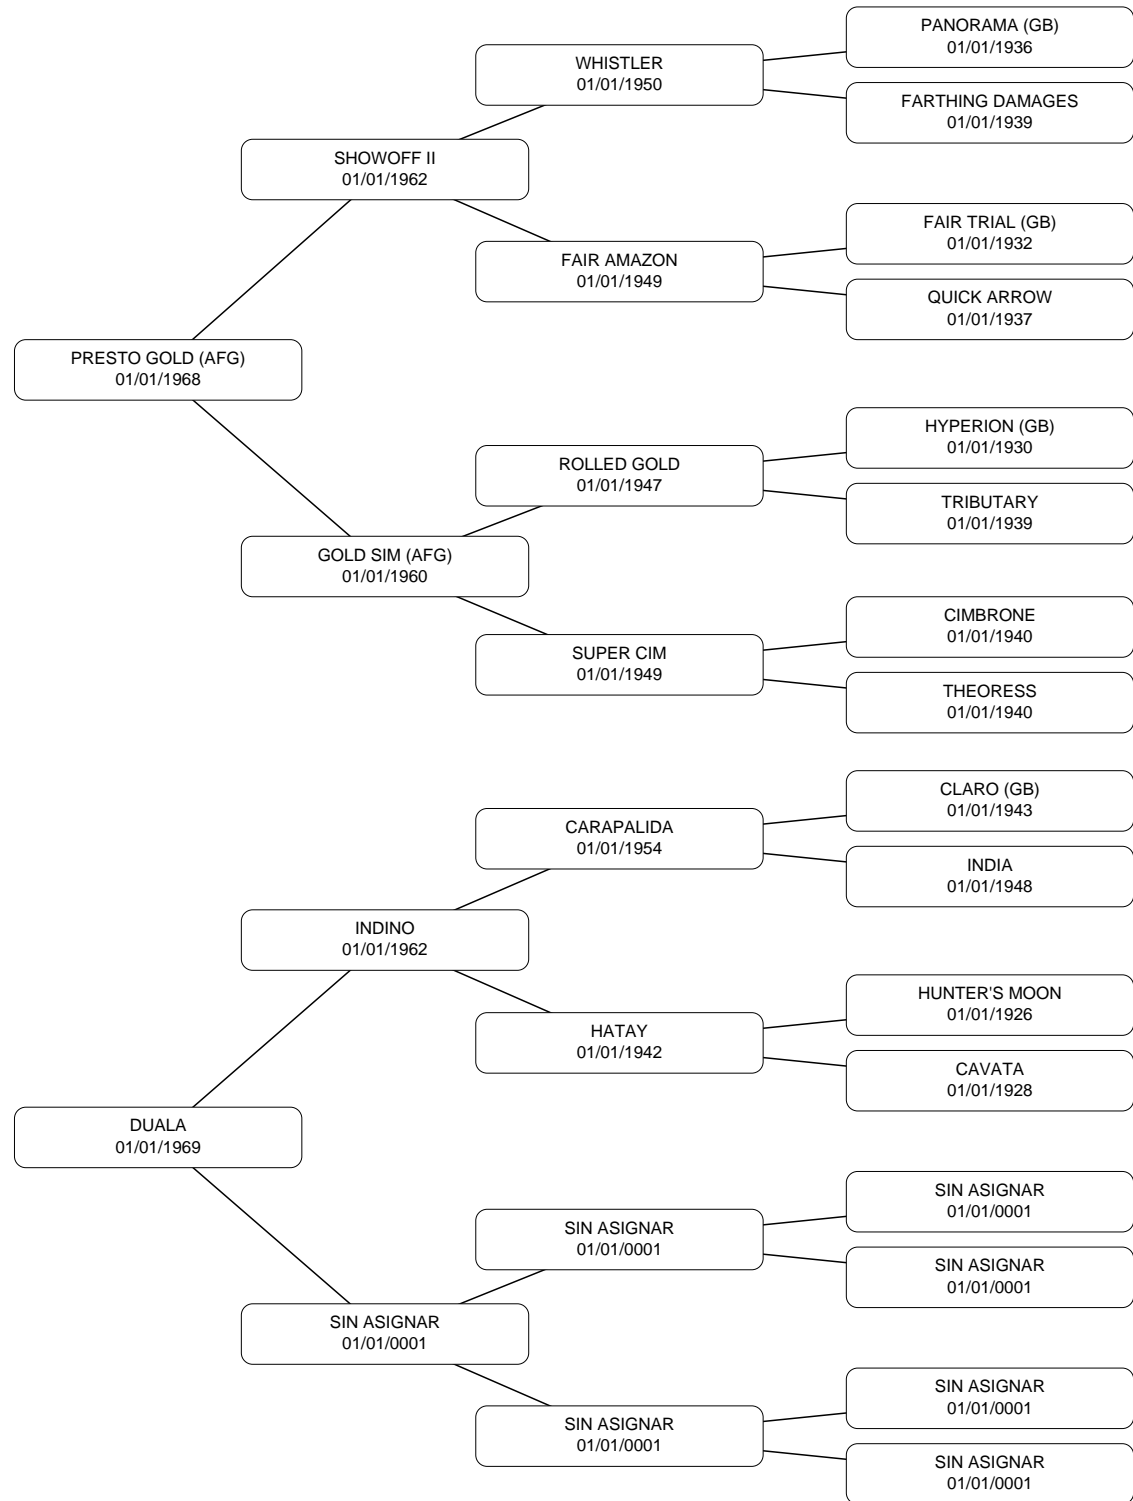 PANORAMA (GB)
01/01/1936
WHISTLER
01/01/1950
FARTHING DAMAGES
01/01/1939
SHOWOFF II
01/01/1962
FAIR TRIAL (GB)
01/01/1932
FAIR AMAZON
01/01/1949
QUICK ARROW
01/01/1937
PRESTO GOLD (AFG)
01/01/1968
HYPERION (GB)
01/01/1930
ROLLED GOLD
01/01/1947
TRIBUTARY
01/01/1939
GOLD SIM (AFG)
01/01/1960
CIMBRONE
01/01/1940
SUPER CIM
01/01/1949
THEORESS
01/01/1940
CLARO (GB)
01/01/1943
CARAPALIDA
01/01/1954
INDIA
01/01/1948
INDINO
01/01/1962
HUNTER'S MOON
01/01/1926
HATAY
01/01/1942
CAVATA
01/01/1928
DUALA
01/01/1969
SIN ASIGNAR
01/01/0001
SIN ASIGNAR
01/01/0001
SIN ASIGNAR
01/01/0001
SIN ASIGNAR
01/01/0001
SIN ASIGNAR
01/01/0001
SIN ASIGNAR
01/01/0001
SIN ASIGNAR
01/01/0001